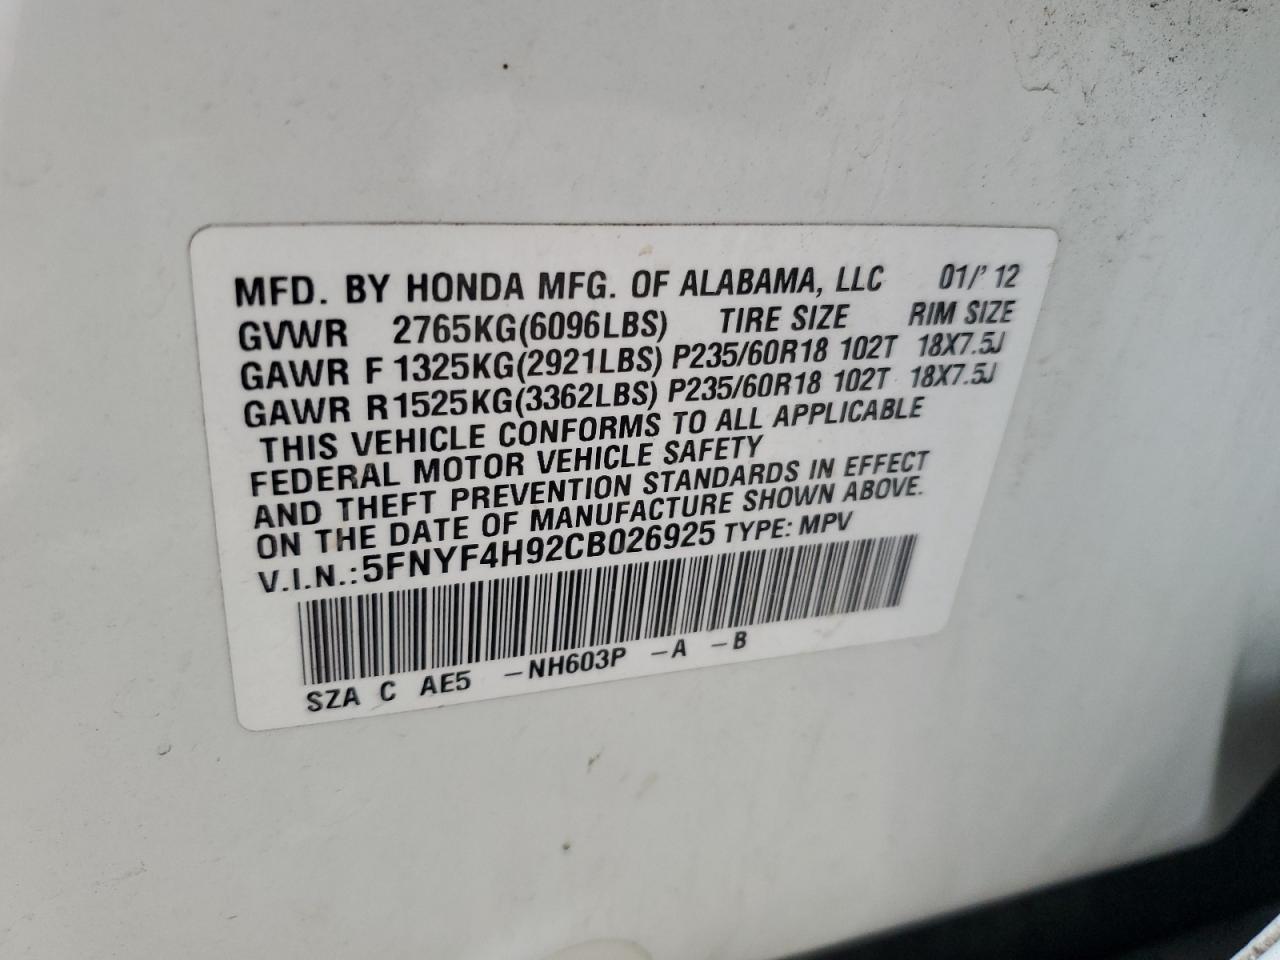 MFD. BY HONDA MFG. OF ALABAMA, LLC 01/'12
GVWR 2765KG(6096LBS) TIRE SIZE RIM SIZE
GAWR F 1325KG(2921LBS) P235/60R18 102T 18X7.5J
GAWR R1525KG(3362LBS) P235/60R18 102T 18X7.5J
THIS VEHICLE CONFORMS TO ALL APPLICABLE
FEDERAL MOTOR VEHICLE SAFETY
AND THEFT PREVENTION STANDARDS IN EFFECT
ON THE DATE OF MANUFACTURE SHOWN ABOVE.
V.I.N.:5FNYF4H92CB026925 TYPE: MPV
SZA C AE5 -NH603P -A -B